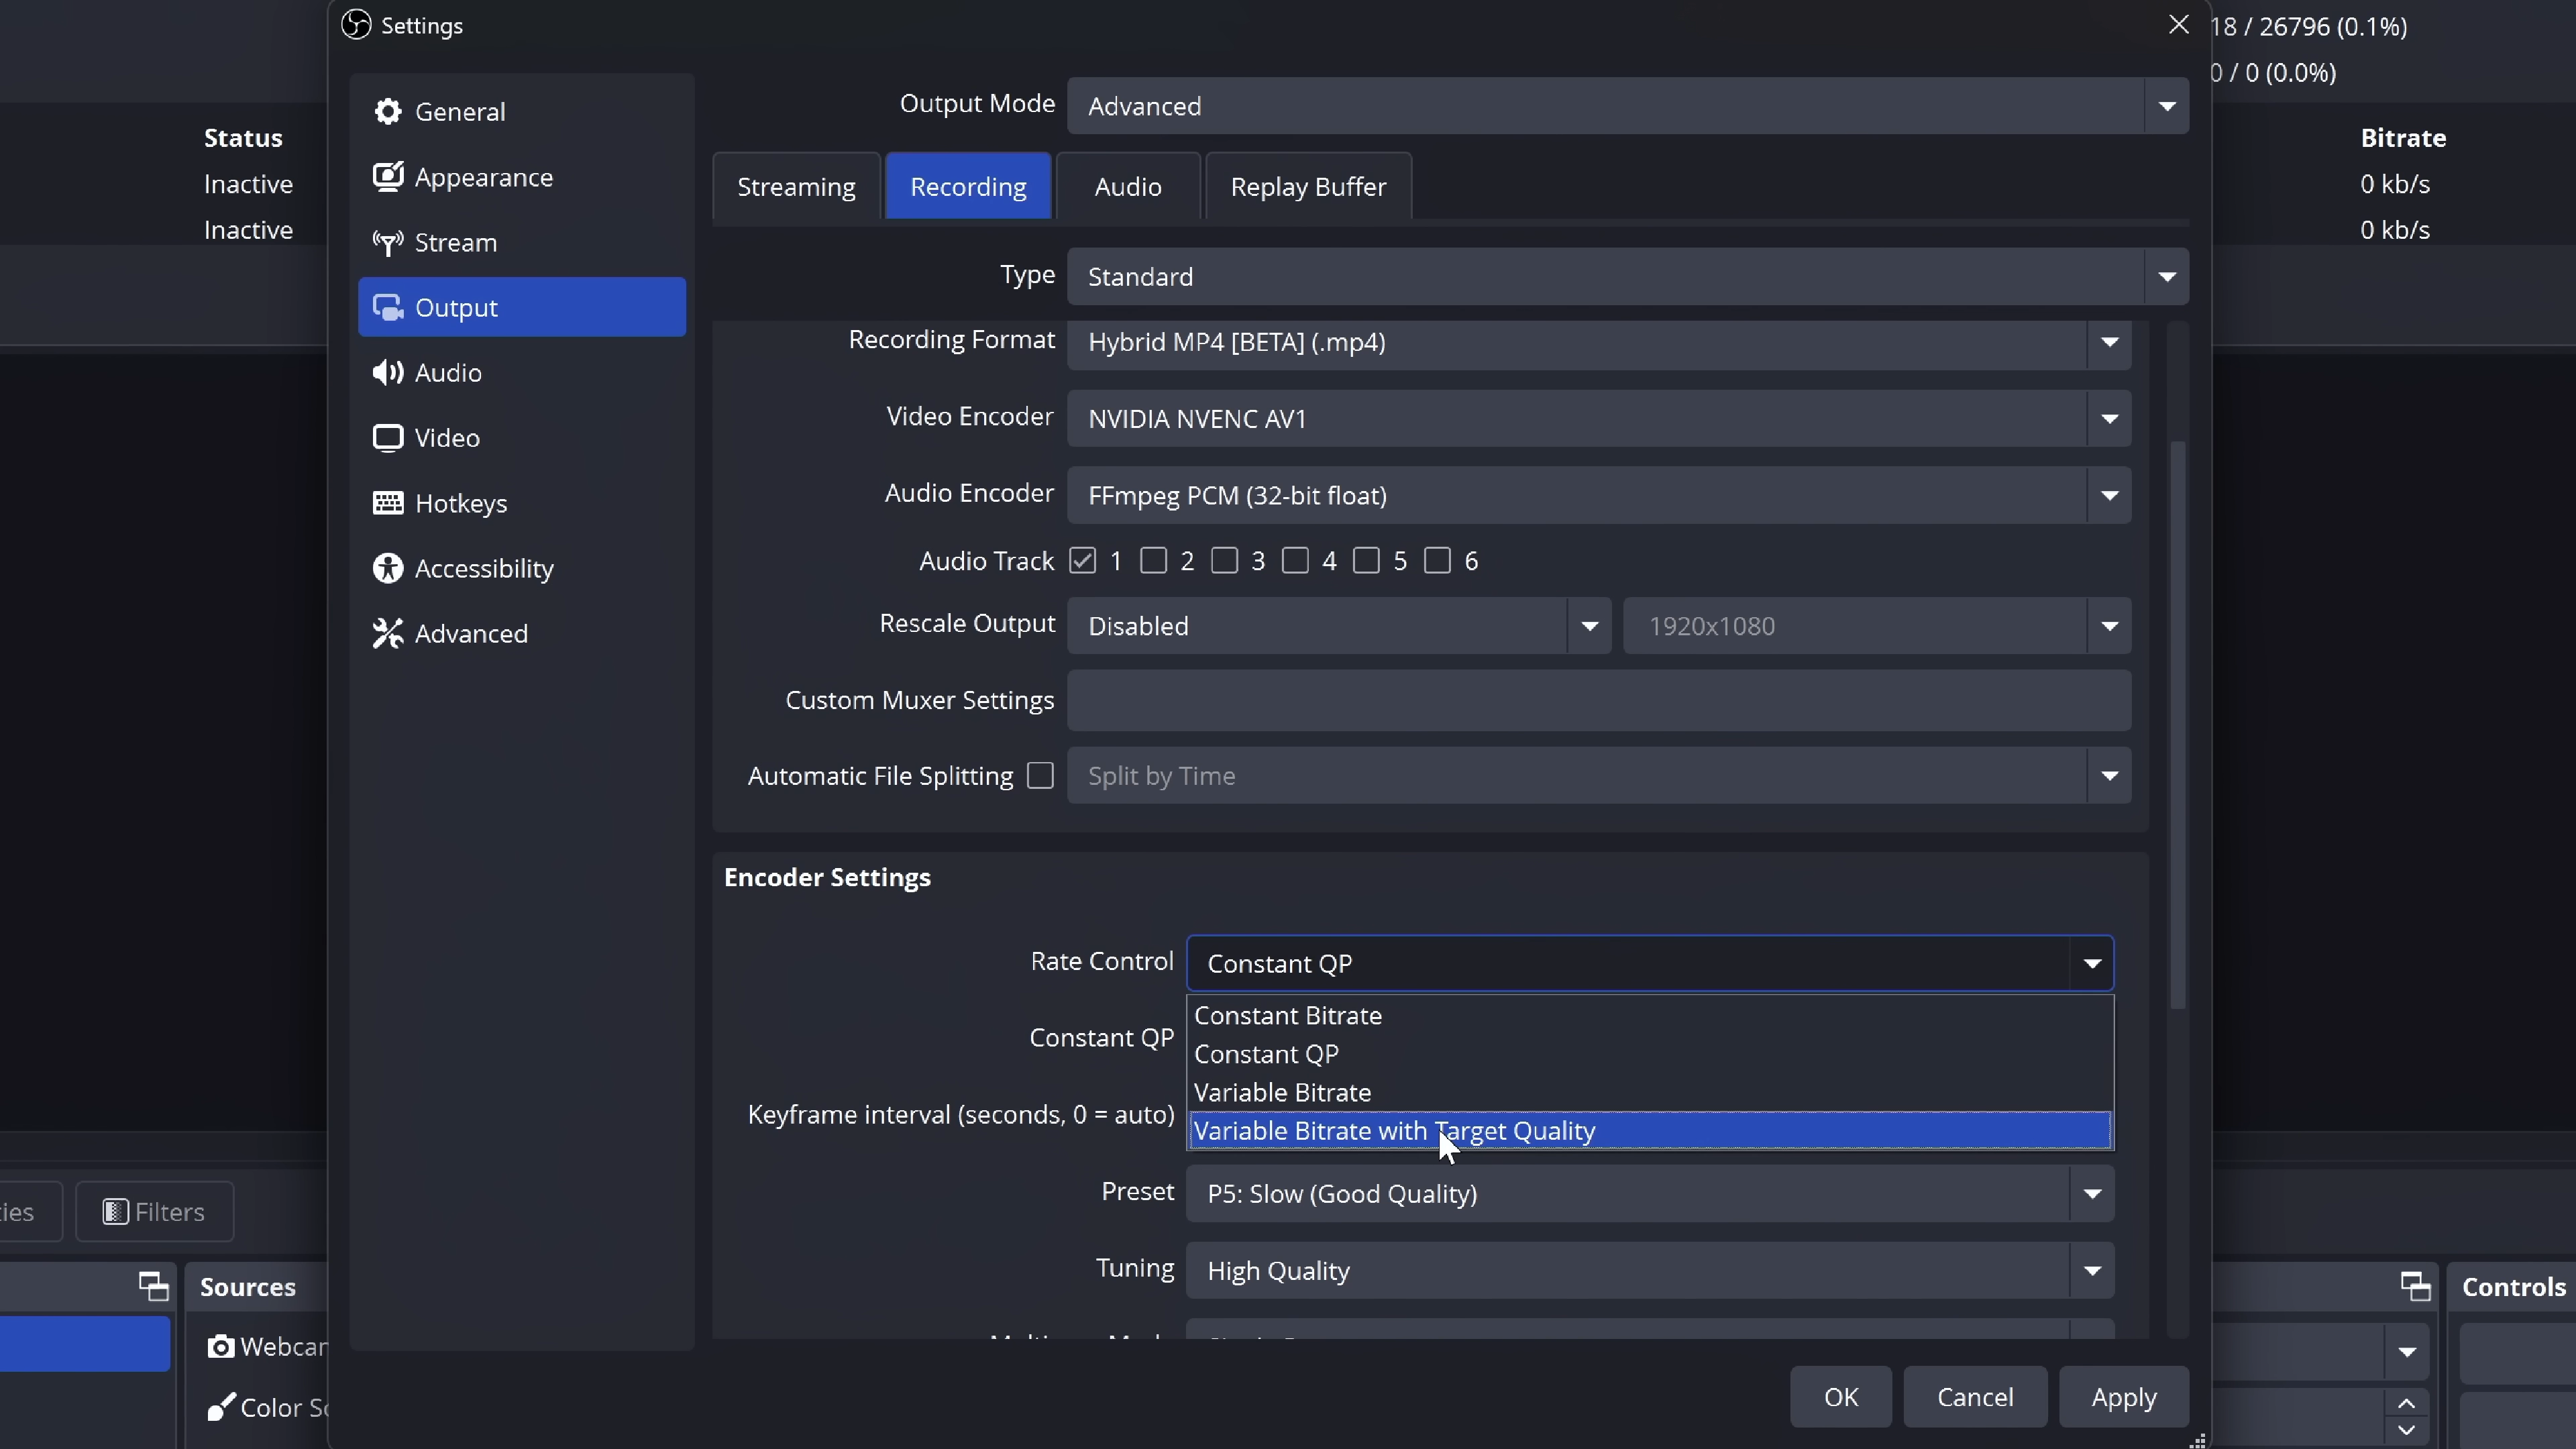 Settings
18 / 26796 (0.1%)
0 / 0 (0.0%)
Status
Inactive
Inactive
Bitrate
0 kb/s
0 kb/s
General
Appearance
Stream
Output
Audio
Video
Hotkeys
Accessibility
Advanced
Output Mode Advanced
Streaming Recording Audio Replay Buffer
Type Standard
Recording Format Hybrid MP4 [BETA] (.mp4)
Video Encoder NVIDIA NVENC AV1
Audio Encoder FFmpeg PCM (32-bit float)
Audio Track 1 2 3 4 5 6
Rescale Output Disabled 1920x1080
Custom Muxer Settings
Automatic File Splitting Split by Time
Encoder Settings
Rate Control Constant QP
Constant Bitrate
Constant QP
Constant QP
Variable Bitrate
Keyframe interval (seconds, 0 = auto)
Variable Bitrate with Target Quality
Preset P5: Slow (Good Quality)
Tuning High Quality
OK Cancel Apply
ies Filters
Sources
Webcar
Color
Controls